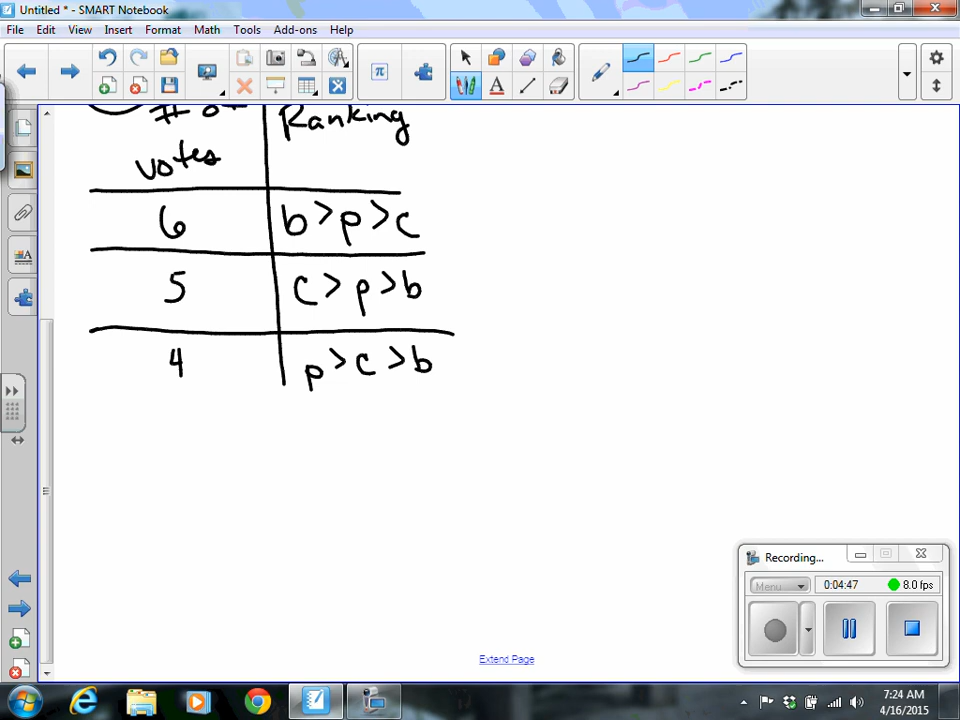 Untitled * - SMART Notebook
File Edit View Insert Format Math Tools Add-ons Help
π A
# of Ranking
votes
6 b>p>c
5 c>p>b
4 p>c>b
Recording...
Menu 0:04:47 8.0 fps
Extend Page
7:24 AM
4/16/2015